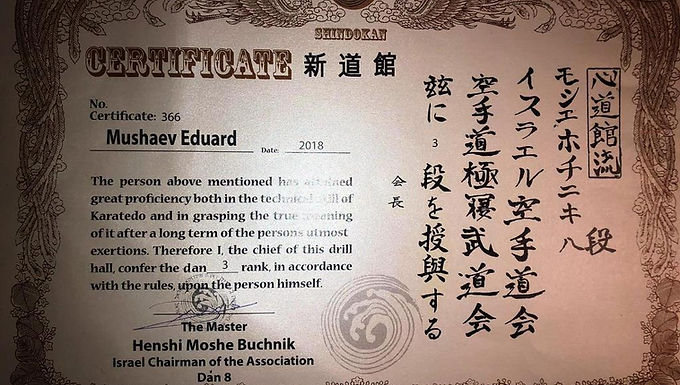 SHINDOKAN
CERTIFICATE 新道館
No.
Certificate: 366
Mushaev Eduard Date: 2018
The person above mentioned has attained
great proficiency both in the technical skill of
Karatedo and in grasping the true meaning
of it after a long term of the persons utmost
exertions. Therefore I, the chief of this drill
hall, confer the dan 3 rank, in accordance
with the rules, upon the person himself.
The Master
Henshi Moshe Buchnik
Israel Chairman of the Association
Dan 8
心道館流
モシエホチニキ八段
イスラエル空手道会
空手道極武道会
玆に3段を授與する
会長